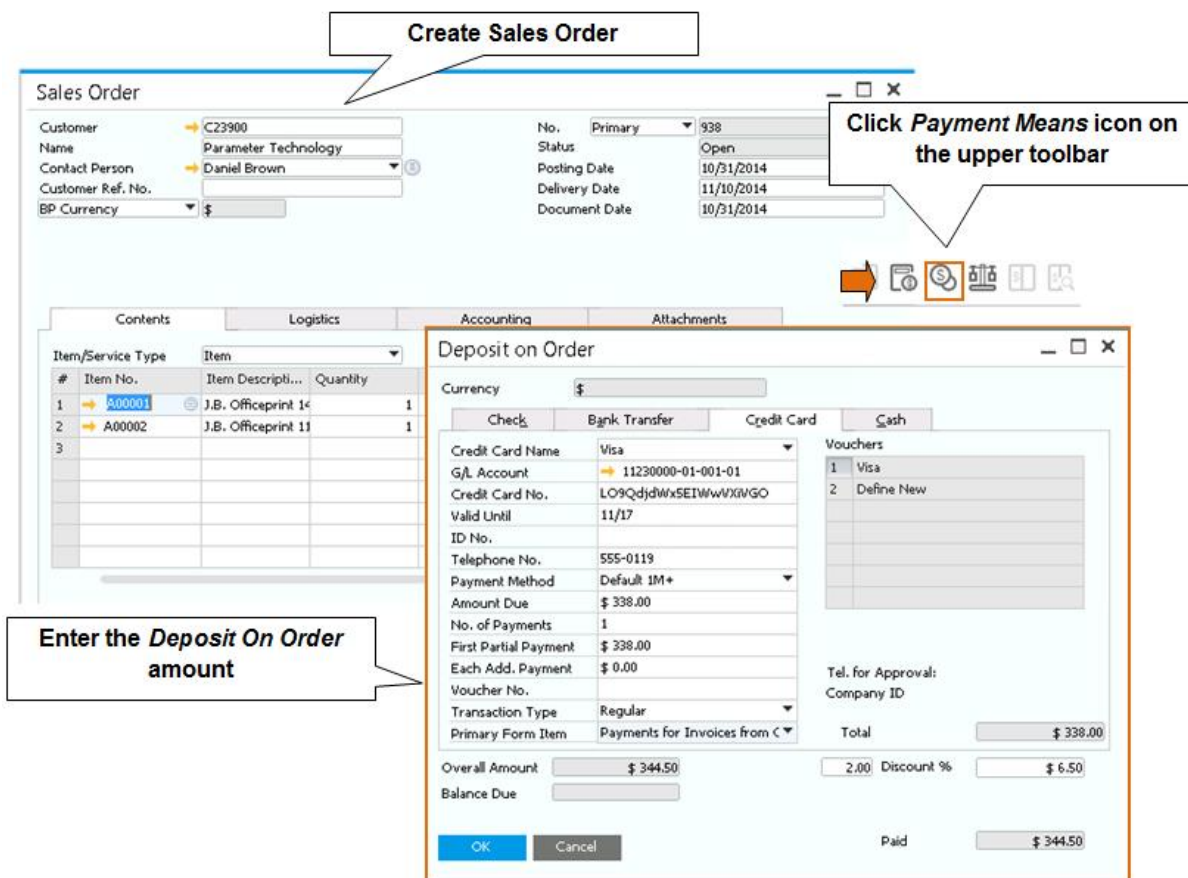 Create Sales Order
Sales Order
Customer C23900
Name Parameter Technology
Contact Person Daniel Brown
Customer Ref. No.
BP Currency $
No. Primary 938
Status Open
Posting Date 10/31/2014
Delivery Date 11/10/2014
Document Date 10/31/2014
Click Payment Means icon on
the upper toolbar
Contents Logistics Accounting Attachments
Item/Service Type Item
# Item No. Item Descripti... Quantity
1 A00001 J.B. Officeprint 14 1
2 A00002 J.B. Officeprint 11 1
3
Enter the Deposit On Order
amount
Deposit on Order
Currency $
Check Bank Transfer Credit Card Cash
Credit Card Name Visa
G/L Account 11230000-01-001-01
Credit Card No. LO9QdjdWx5EIWwVXiVGO
Valid Until 11/17
ID No.
Telephone No. 555-0119
Payment Method Default 1M+
Amount Due $ 338.00
No. of Payments 1
First Partial Payment $ 338.00
Each Add. Payment $ 0.00
Voucher No.
Transaction Type Regular
Primary Form Item Payments for Invoices from C
Vouchers
1 Visa
2 Define New
Tel. for Approval:
Company ID
Total $ 338.00
Overall Amount $ 344.50
2.00 Discount % $ 6.50
Balance Due
OK Cancel
Paid $ 344.50